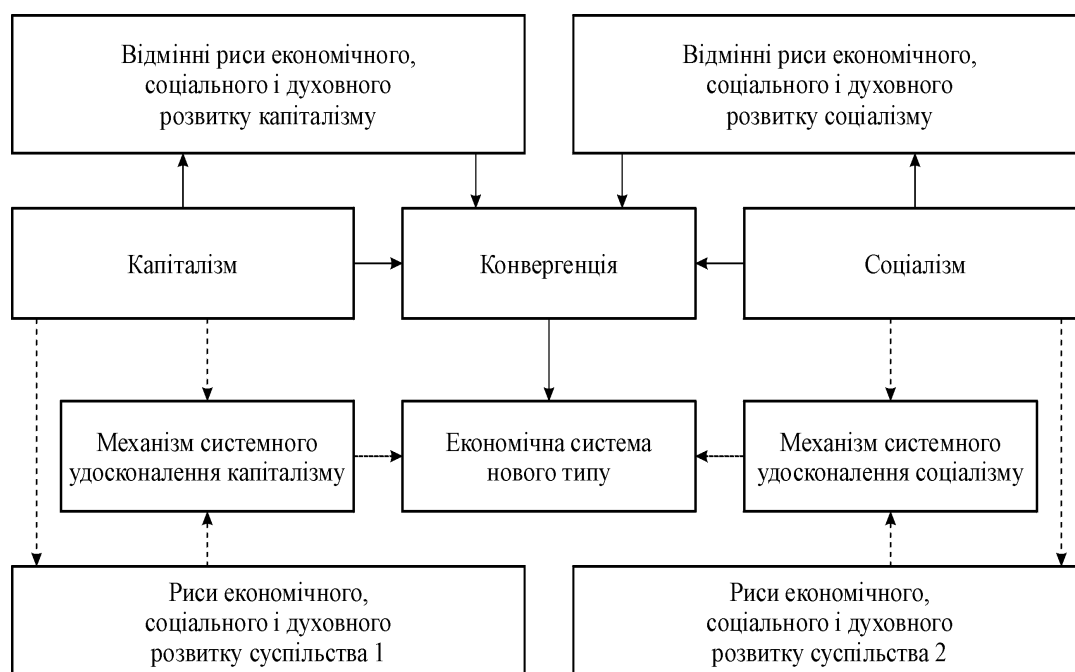 Відмінні риси економічного,
соціального і духовного
розвитку капіталізму
Відмінні риси економічного,
соціального і духовного
розвитку соціалізму
Капіталізм
Конвергенція
Соціалізм
Механізм системного
удосконалення капіталізму
Економічна система
нового типу
Механізм системного
удосконалення соціалізму
Риси економічного,
соціального і духовного
розвитку суспільства 1
Риси економічного,
соціального і духовного
розвитку суспільства 2